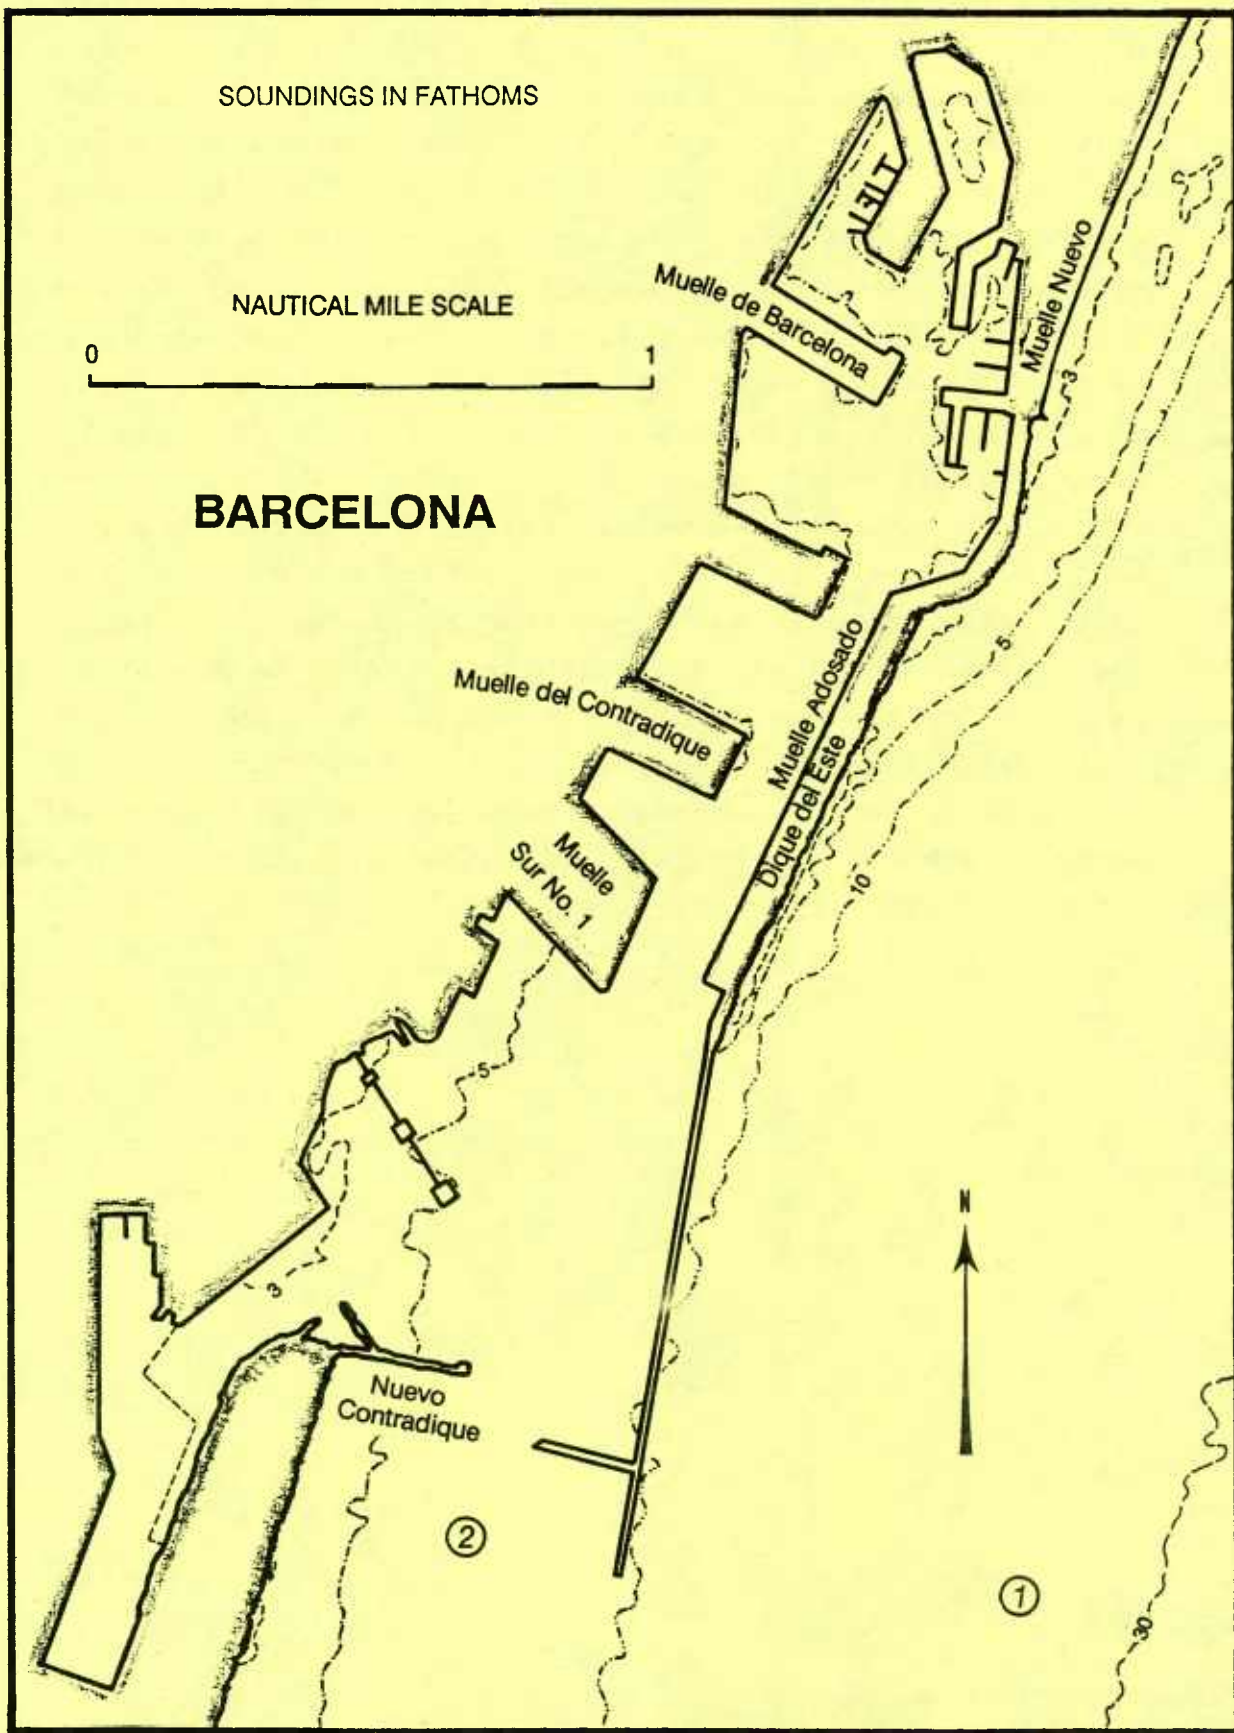 SOUNDINGS IN FATHOMS
NAUTICAL MILE SCALE
0
1
BARCELONA
Muelle de Barcelona
Muelle Nuevo
3
5
Muelle Adosado
Dique del Este
Muelle del Contradique
10
Muelle
Sur No. 1
5
N
3
Nuevo
Contradique
2
1
30